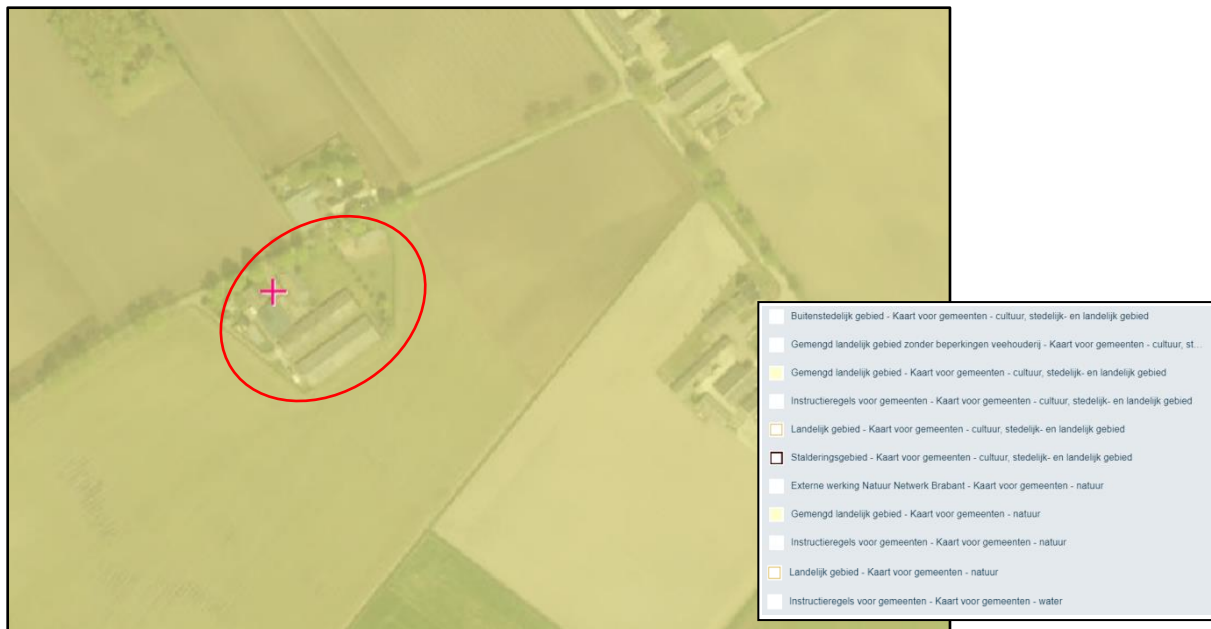 Buitenstedelijk gebied - Kaart voor gemeenten - cultuur, stedelijk- en landelijk gebied
Gemengd landelijk gebied zonder beperkingen veehouderij - Kaart voor gemeenten - cultuur, st...
Gemengd landelijk gebied - Kaart voor gemeenten - cultuur, stedelijk- en landelijk gebied
Instructieregels voor gemeenten - Kaart voor gemeenten - cultuur, stedelijk- en landelijk gebied
Landelijk gebied - Kaart voor gemeenten - cultuur, stedelijk- en landelijk gebied
Stalderingsgebied - Kaart voor gemeenten - cultuur, stedelijk- en landelijk gebied
Externe werking Natuur Netwerk Brabant - Kaart voor gemeenten - natuur
Gemengd landelijk gebied - Kaart voor gemeenten - natuur
Instructieregels voor gemeenten - Kaart voor gemeenten - natuur
Landelijk gebied - Kaart voor gemeenten - natuur
Instructieregels voor gemeenten - Kaart voor gemeenten - water